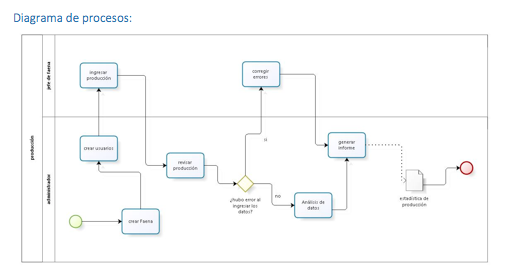 Diagrama de procesos:
producción
jefe de Faena
administrador
ingresar
producción
corregir
errores
crear usuarios
revisar
producción
si
generar
informe
¿hubo error al
ingresar los
datos?
no
Análisis de
datos
estadística de
producción
crear Faena